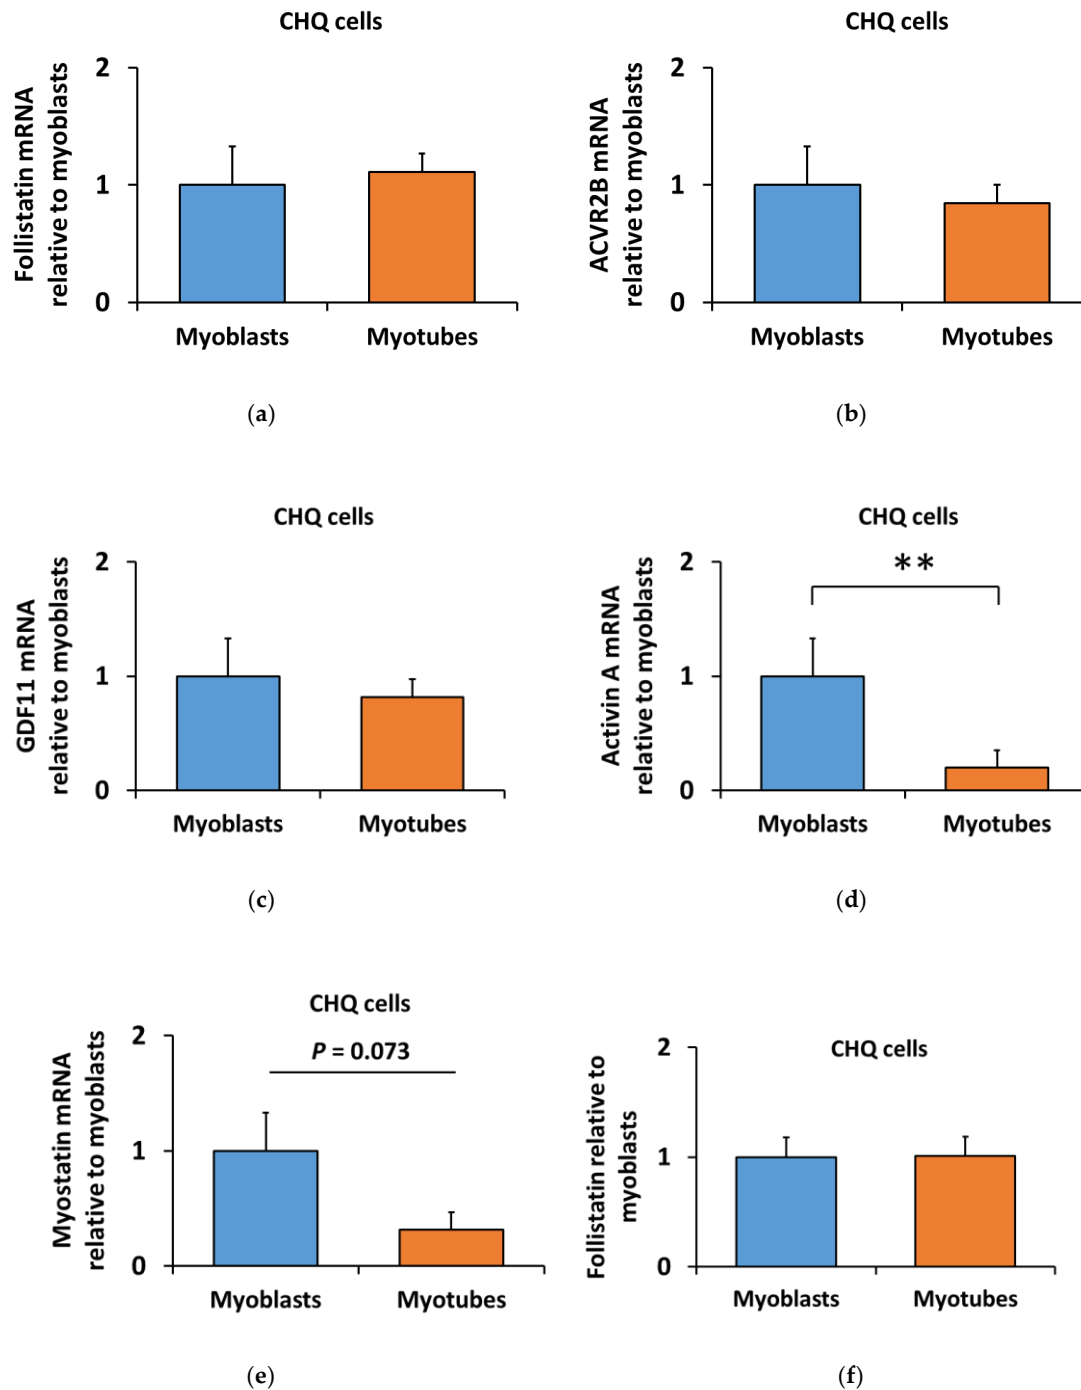 CHQ cells
Follistatin mRNA
relative to myoblasts
2
1
0
Myoblasts Myotubes
(a)
CHQ cells
ACVR2B mRNA
relative to myoblasts
2
1
0
Myoblasts Myotubes
(b)
CHQ cells
GDF11 mRNA
relative to myoblasts
2
1
0
Myoblasts Myotubes
(c)
CHQ cells
Activin A mRNA
relative to myoblasts
2
1
0
**
Myoblasts Myotubes
(d)
CHQ cells
Myostatin mRNA
relative to myoblasts
2
1
0
P = 0.073
Myoblasts Myotubes
(e)
CHQ cells
Follistatin relative to
myoblasts
2
1
0
Myoblasts Myotubes
(f)